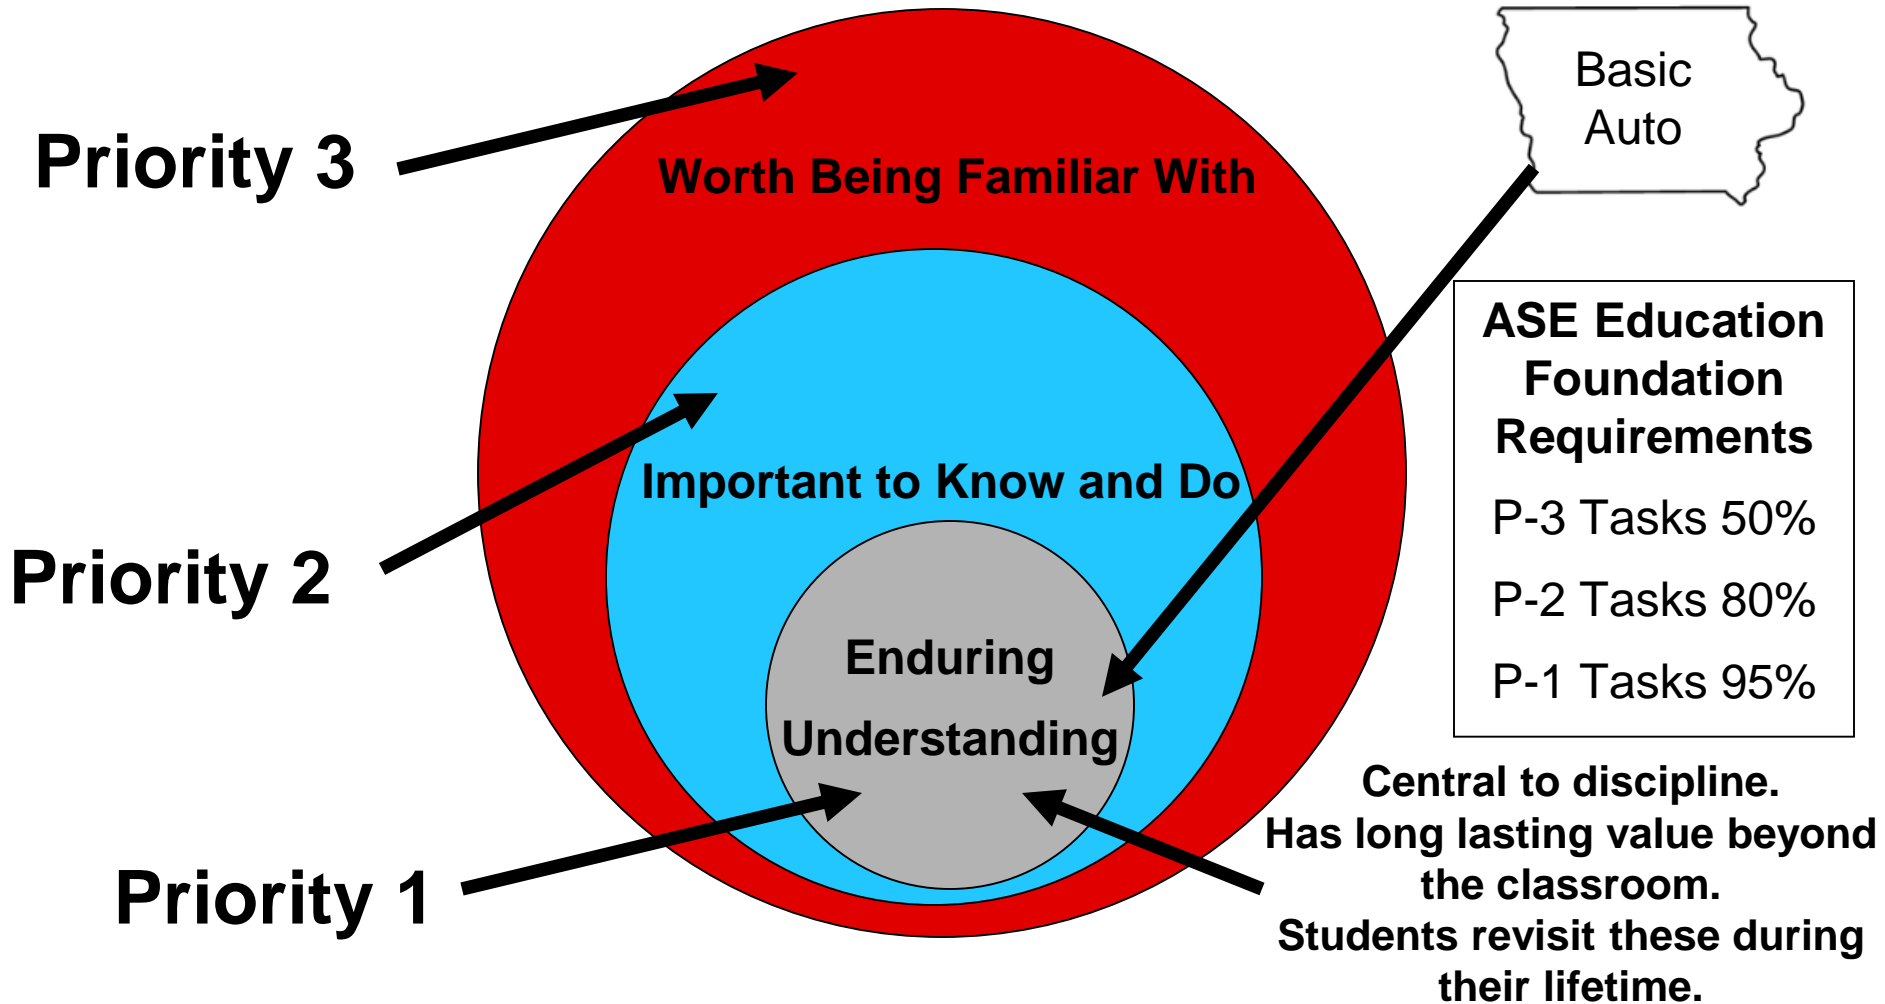 Priority 3
Worth Being Familiar With
Basic
Auto
Priority 2
Important to Know and Do
ASE Education
Foundation
Requirements
P-3 Tasks 50%
P-2 Tasks 80%
P-1 Tasks 95%
Priority 1
Enduring
Understanding
Central to discipline.
Has long lasting value beyond
the classroom.
Students revisit these during
their lifetime.